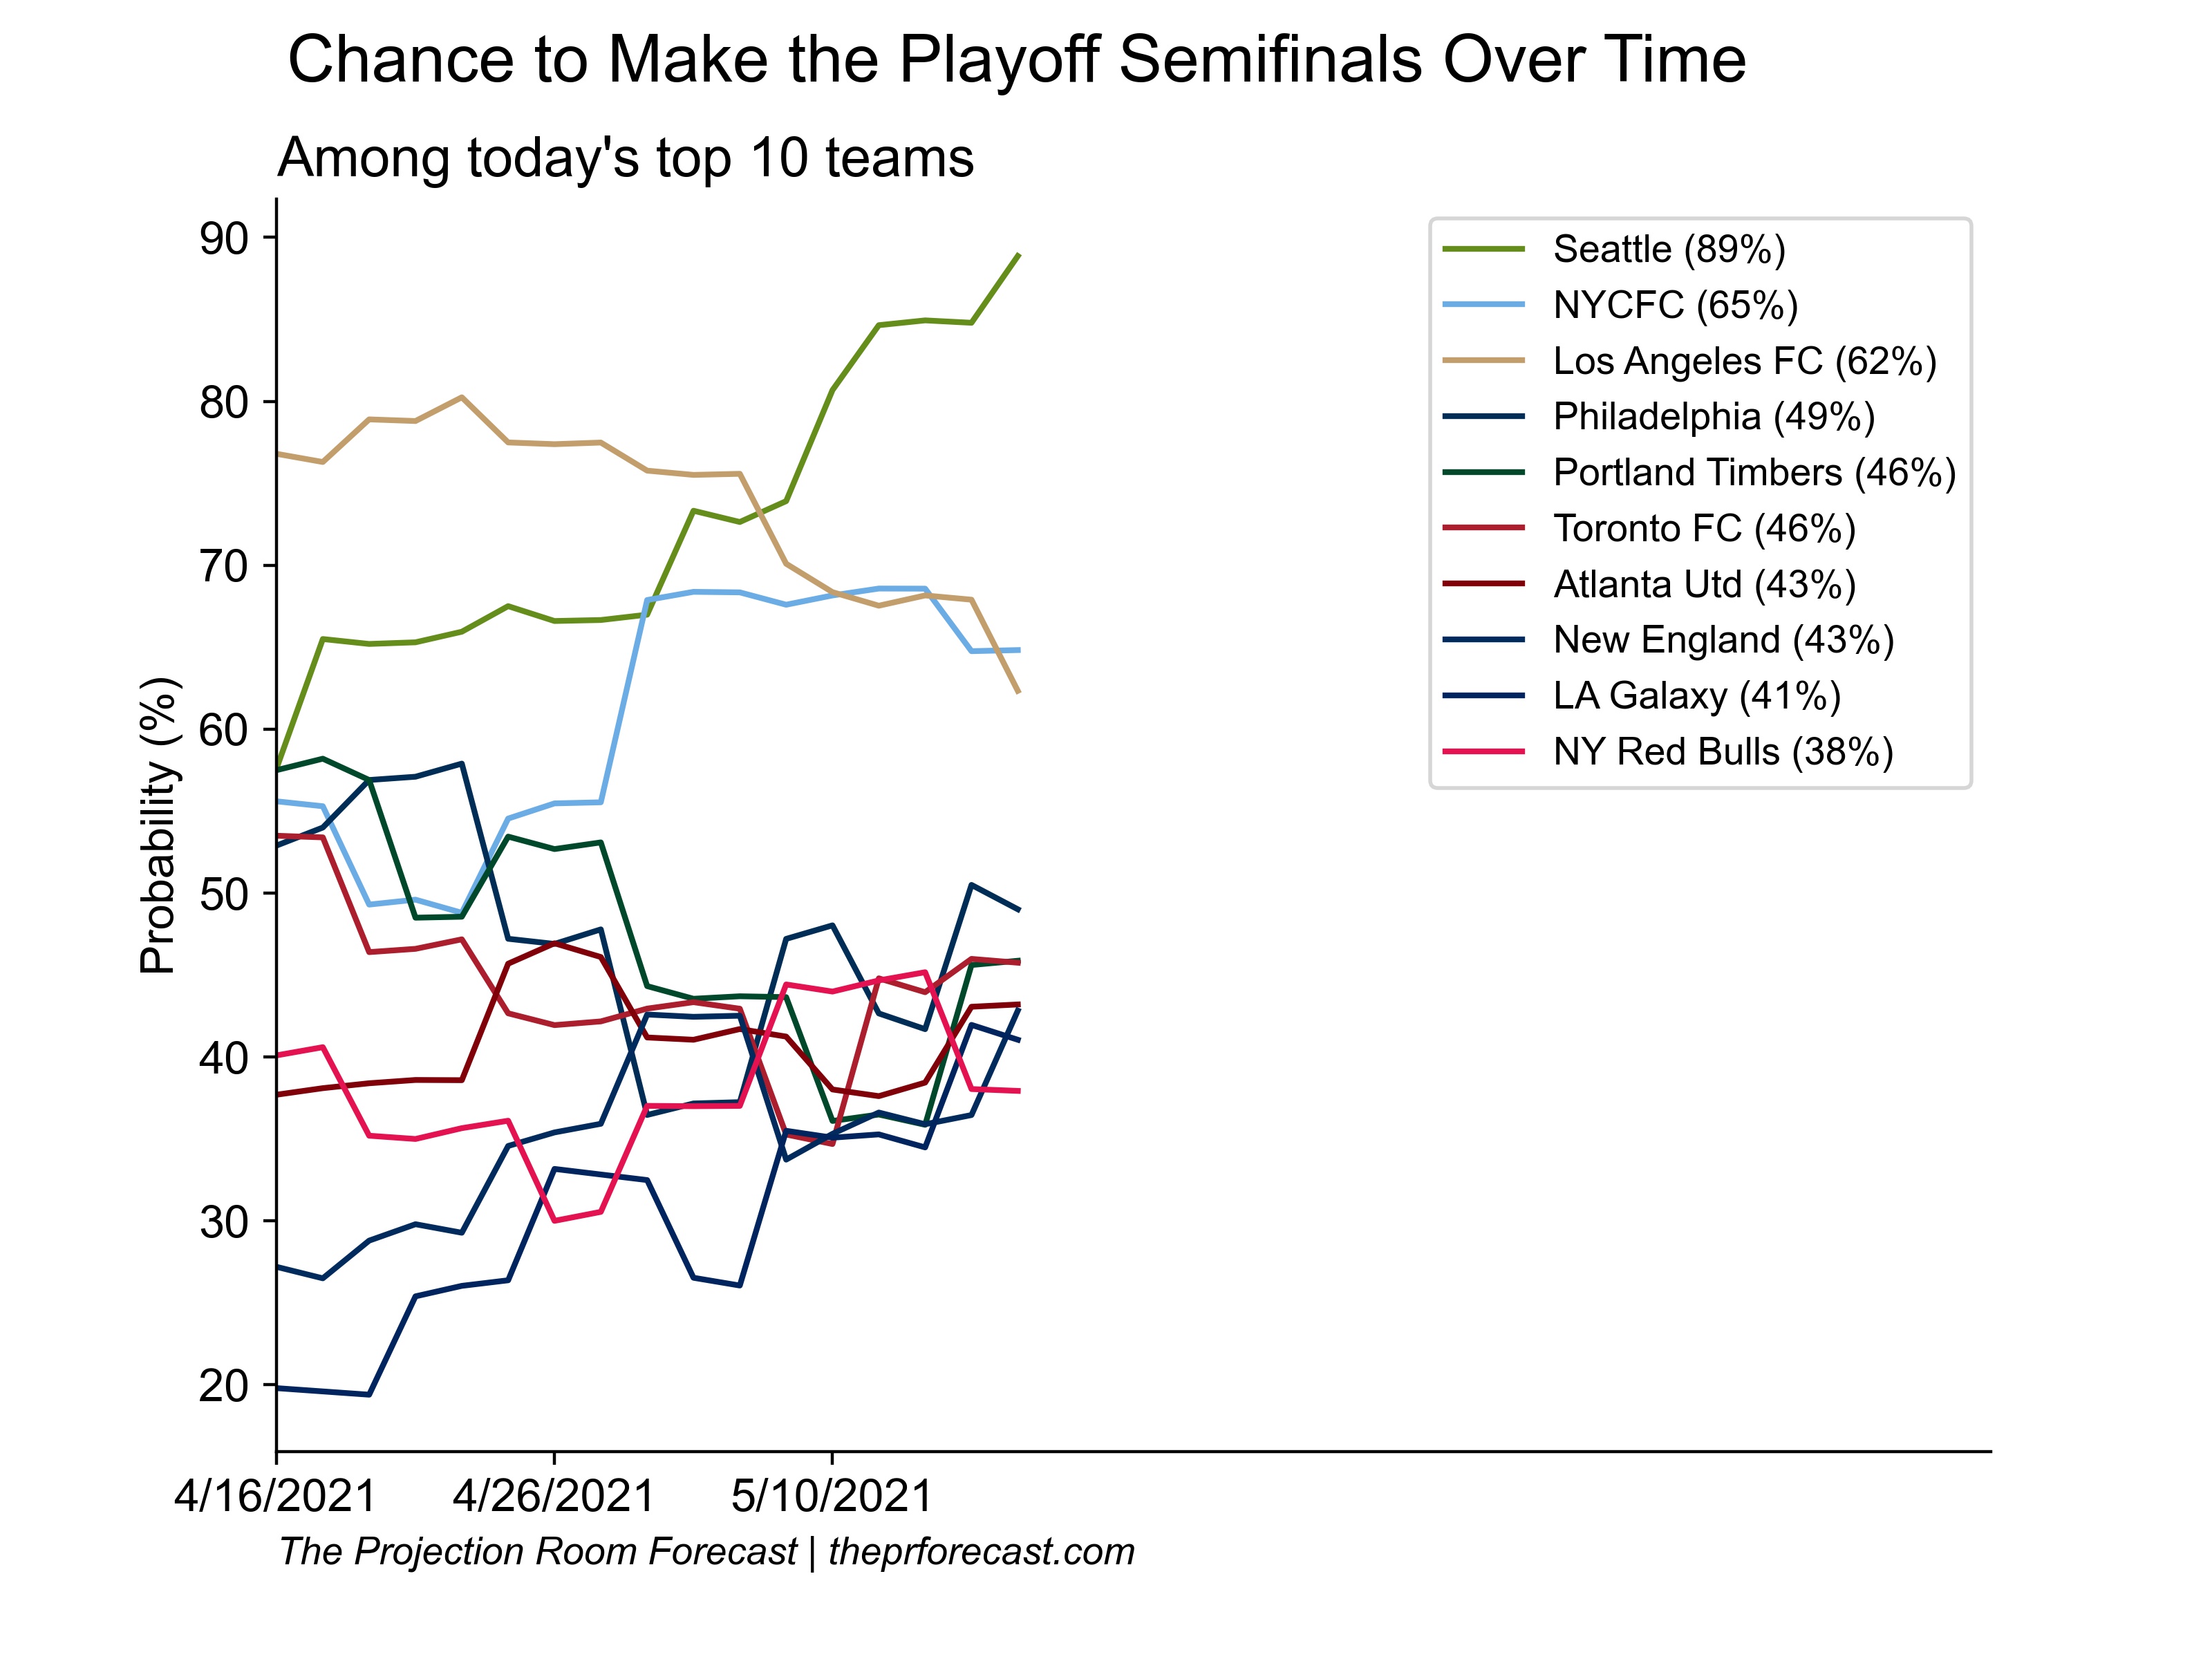 Chance to Make the Playoff Semifinals Over Time
Among today's top 10 teams
90
80
70
60
50
40
30
20
Probability (%)
Seattle (89%)
NYCFC (65%)
Los Angeles FC (62%)
Philadelphia (49%)
Portland Timbers (46%)
Toronto FC (46%)
Atlanta Utd (43%)
New England (43%)
LA Galaxy (41%)
NY Red Bulls (38%)
4/16/2021 4/26/2021 5/10/2021
The Projection Room Forecast | theprforecast.com